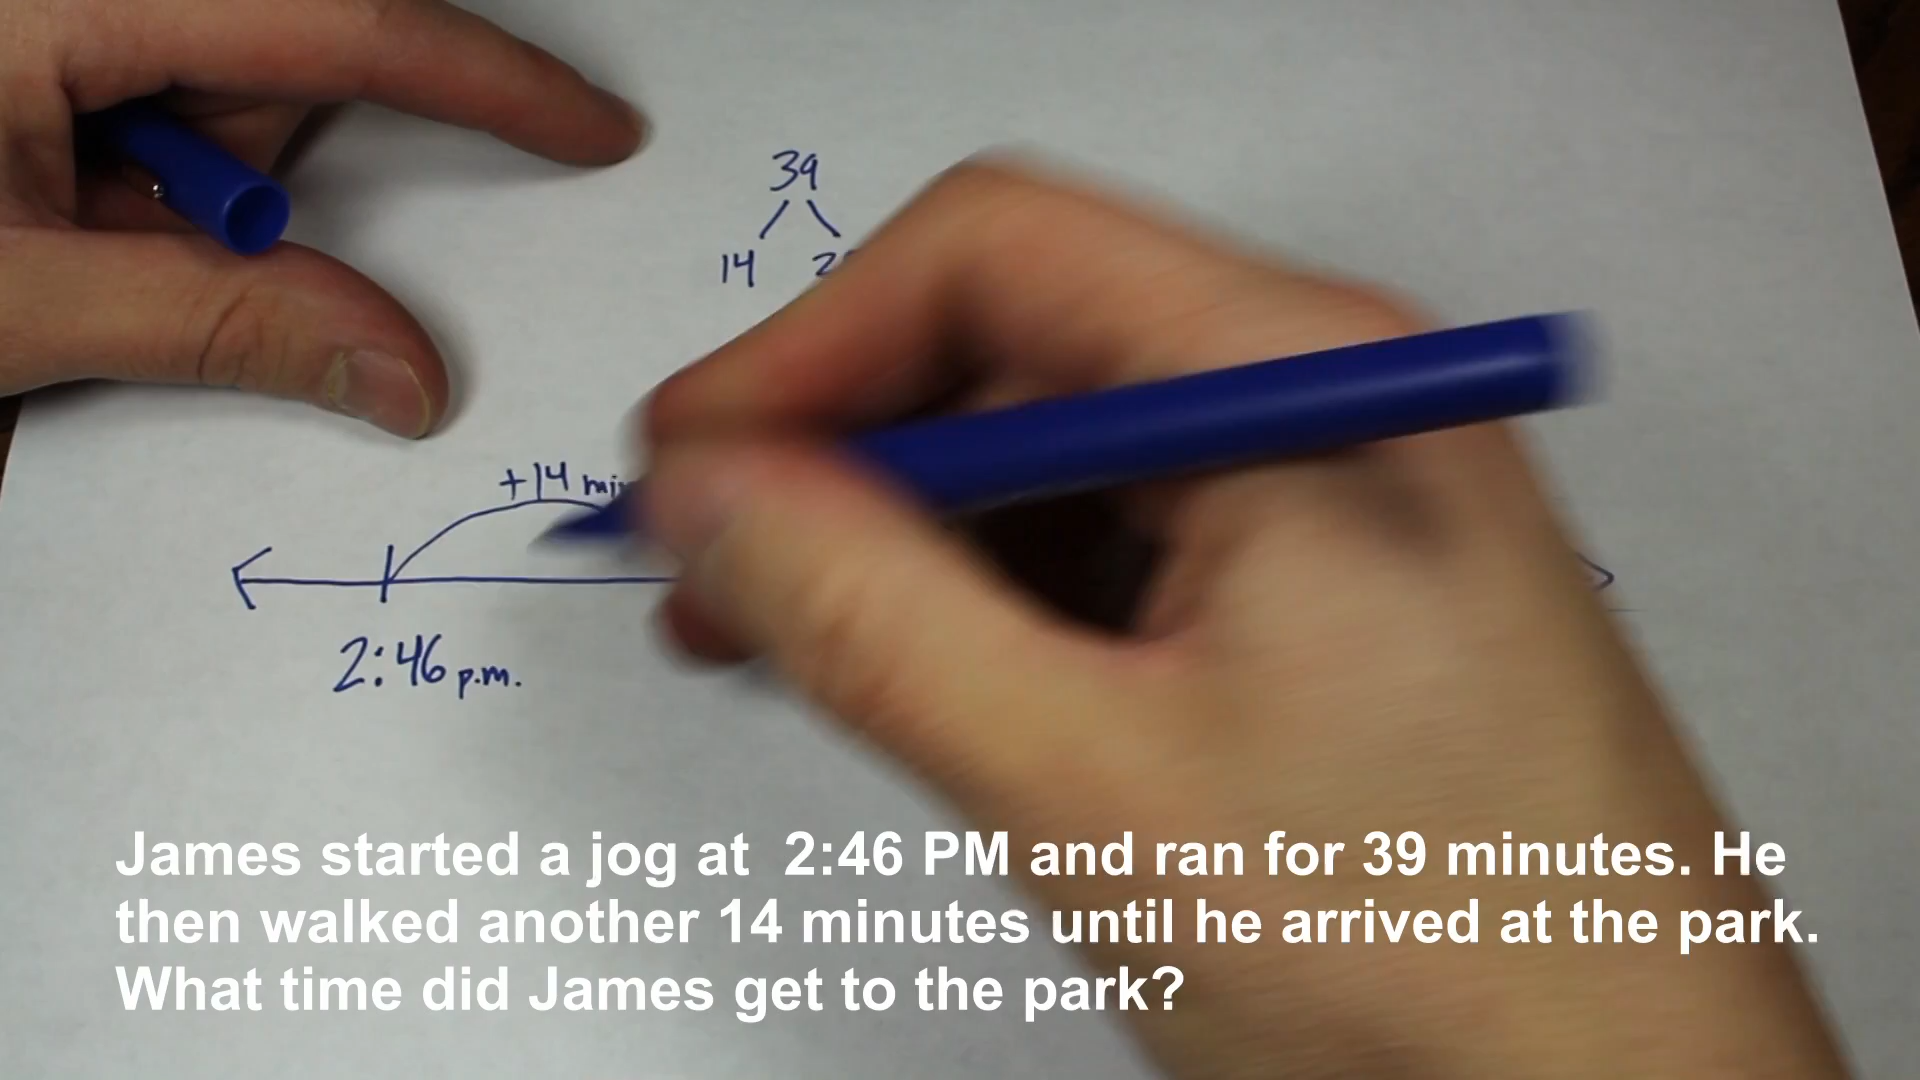 39
14
+14
2:46 p.m.
James started a jog at 2:46 PM and ran for 39 minutes. He
then walked another 14 minutes until he arrived at the park.
What time did James get to the park?